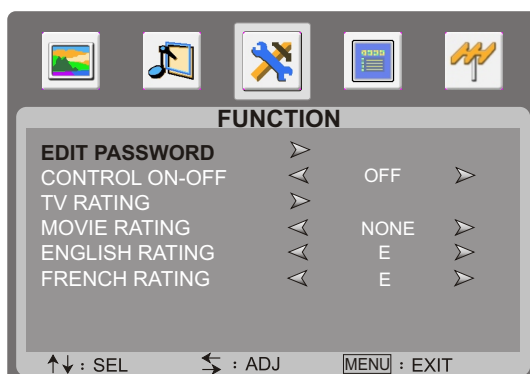 FUNCTION
EDIT PASSWORD
CONTROL ON-OFF OFF
TV RATING
MOVIE RATING NONE
ENGLISH RATING E
FRENCH RATING E
: SEL : ADJ MENU : EXIT